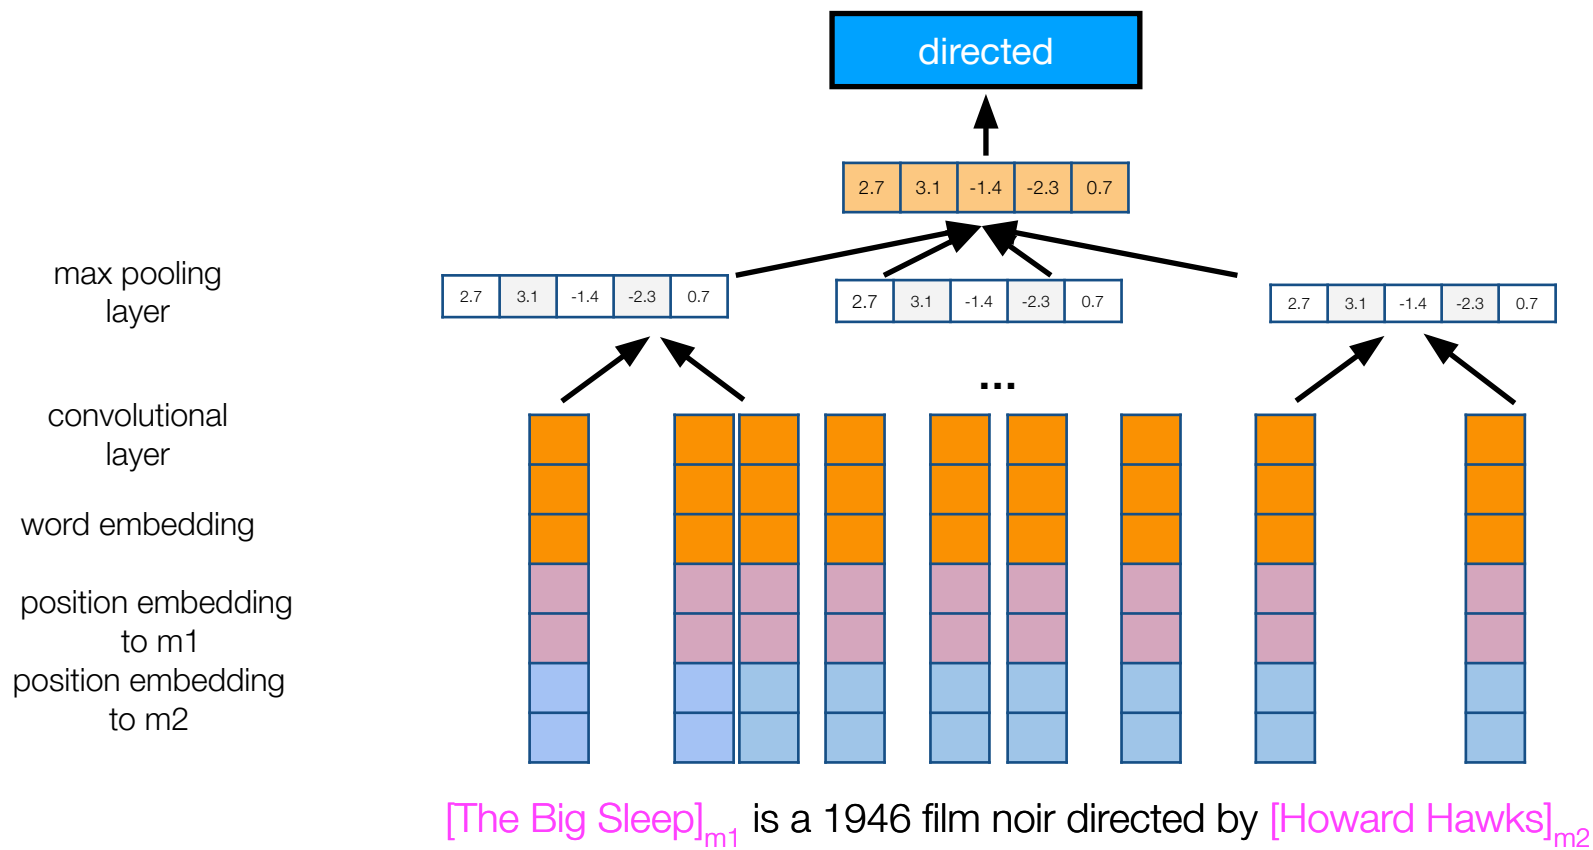 directed
2.7 3.1 -1.4 -2.3 0.7
max pooling
layer
2.7 3.1 -1.4 -2.3 0.7
2.7 3.1 -1.4 -2.3 0.7
2.7 3.1 -1.4 -2.3 0.7
...
convolutional
layer
word embedding
position embedding
to m1
position embedding
to m2
[The Big Sleep]m1 is a 1946 film noir directed by [Howard Hawks]m2